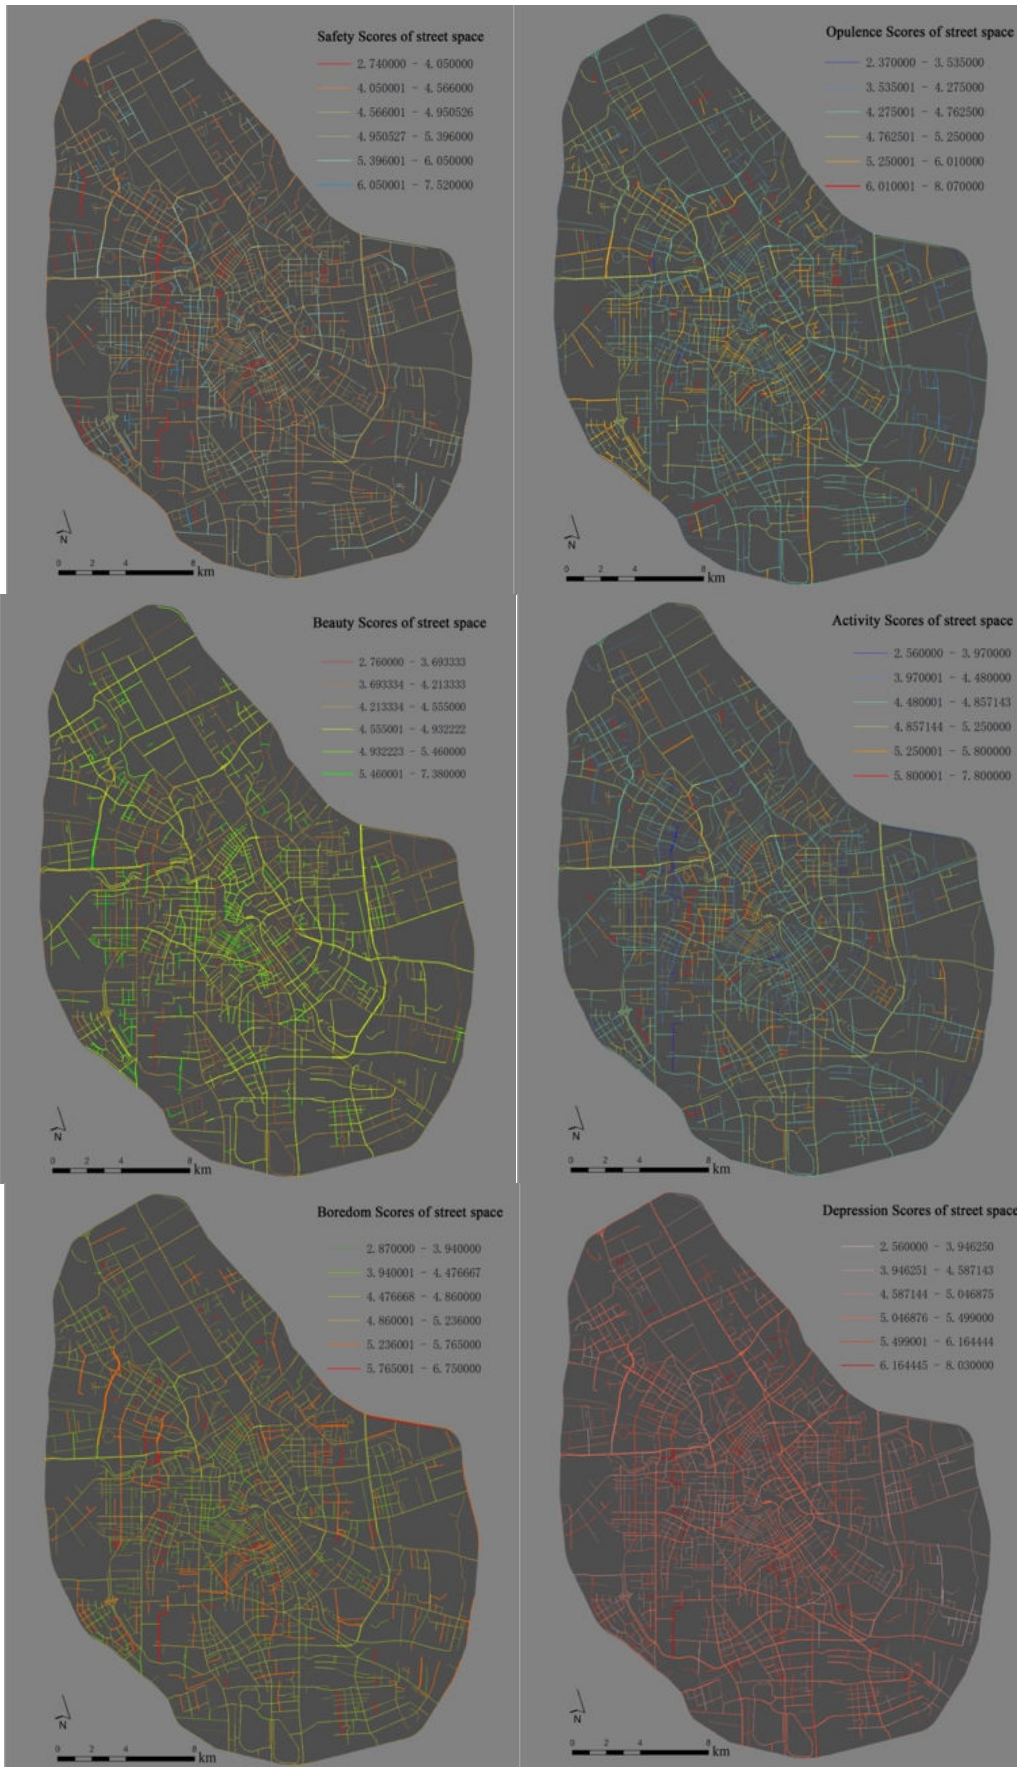 Safety Scores of street space
2.740000 - 4.050000
4.050001 - 4.566000
4.566001 - 4.950526
4.950527 - 5.396000
5.396001 - 6.050000
6.050001 - 7.520000
N
0 2 4 8 km
Opulence Scores of street space
2.370000 - 3.535000
3.535001 - 4.275000
4.275001 - 4.762500
4.762501 - 5.250000
5.250001 - 6.010000
6.010001 - 8.070000
N
0 2 4 8 km
Beauty Scores of street space
2.760000 - 3.693333
3.693334 - 4.213333
4.213334 - 4.555000
4.555001 - 4.932222
4.932223 - 5.460000
5.460001 - 7.380000
N
0 2 4 8 km
Activity Scores of street space
2.560000 - 3.970000
3.970001 - 4.480000
4.480001 - 4.857143
4.857144 - 5.250000
5.250001 - 5.800000
5.800001 - 7.800000
N
0 2 4 8 km
Boredom Scores of street space
2.870000 - 3.940000
3.940001 - 4.476667
4.476668 - 4.860000
4.860001 - 5.236000
5.236001 - 5.765000
5.765001 - 6.750000
N
0 2 4 8 km
Depression Scores of street space
2.560000 - 3.946250
3.946251 - 4.587143
4.587144 - 5.046875
5.046876 - 5.499000
5.499001 - 6.164444
6.164445 - 8.030000
N
0 2 4 8 km